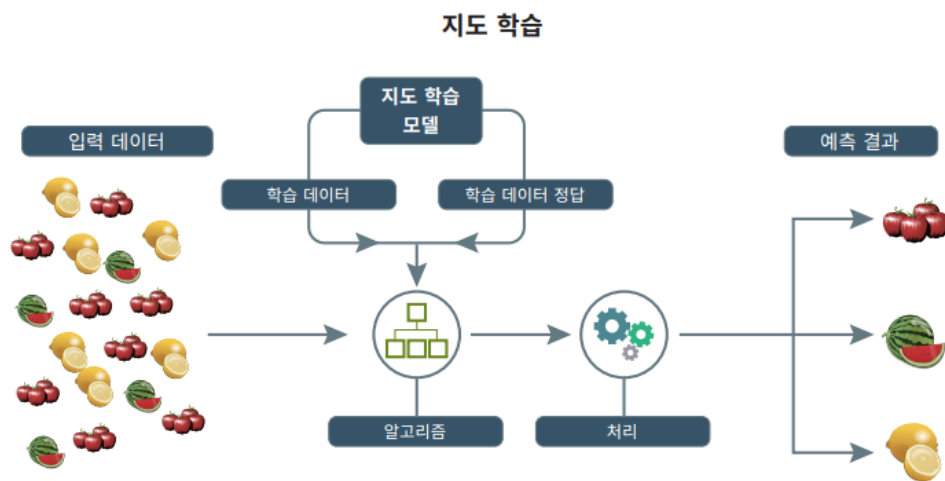 지도 학습
지도 학습
모델
입력 데이터
예측 결과
학습 데이터
학습 데이터 정답
알고리즘
처리